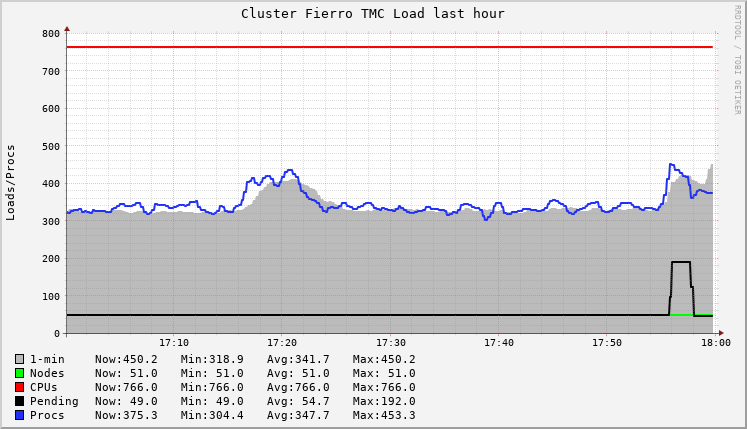 Cluster Fierro TMC Load last hour
RRDTOOL / TOBI OETIKER
Loads/Procs
800
700
600
500
400
300
200
100
0
17:10 17:20 17:30 17:40 17:50 18:00
1-min Now:450.2 Min:318.9 Avg:341.7 Max:450.2
Nodes Now: 51.0 Min: 51.0 Avg: 51.0 Max: 51.0
CPUs Now:766.0 Min:766.0 Avg:766.0 Max:766.0
Pending Now: 49.0 Min: 49.0 Avg: 54.7 Max:192.0
Procs Now:375.3 Min:304.4 Avg:347.7 Max:453.3